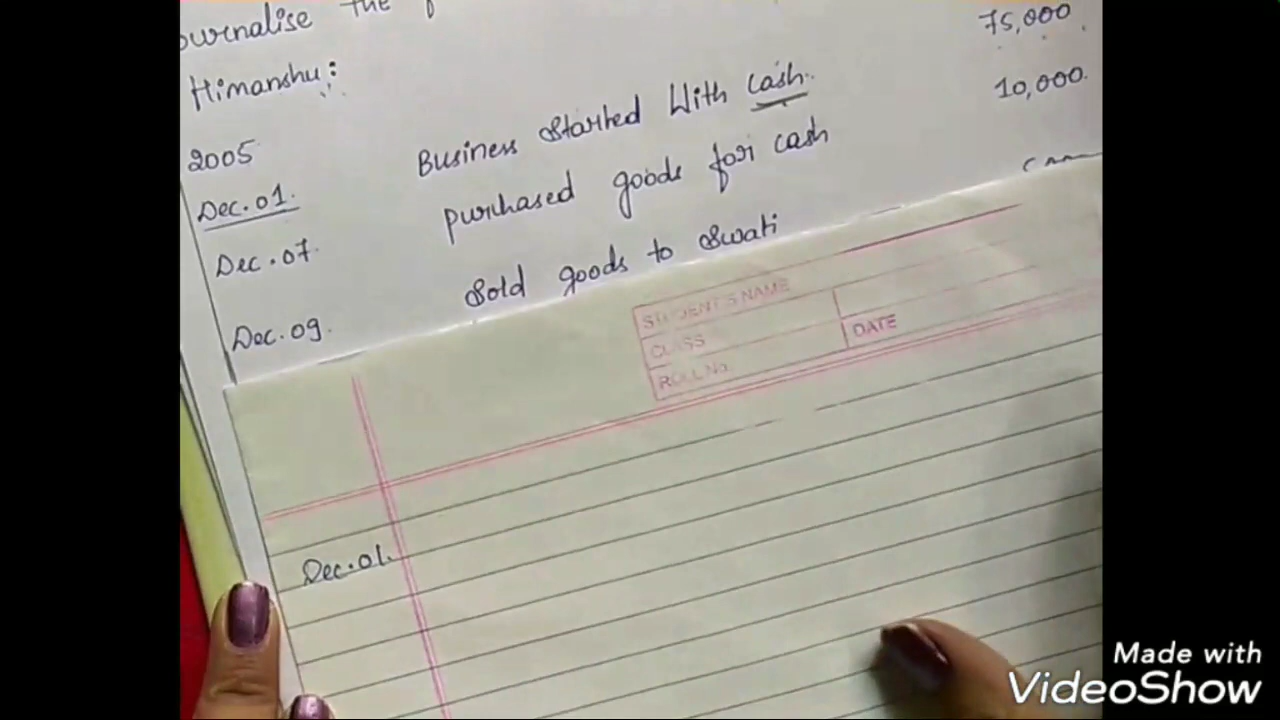 ournalise the
Himanshu:
2005
Dec.01. Business Started With cash. 75,000
Dec.07. purchased goods for cash 10,000.
Dec.09. Sold goods to Swati
STUDENT'S NAME
CLASS
ROLL No.
DATE
Dec.01.
Made with
VideoShow